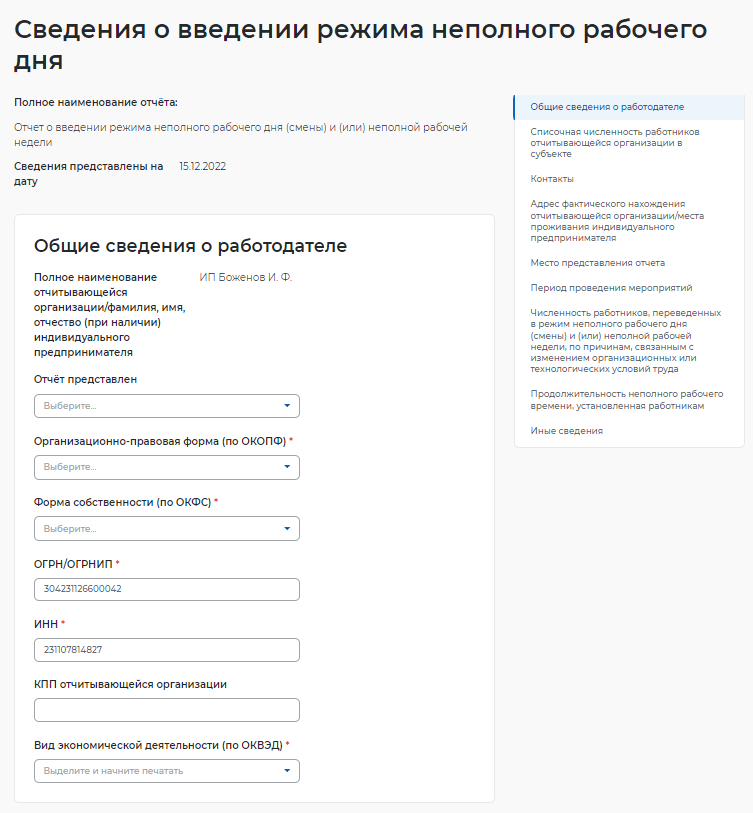 Сведения о введении режима неполного рабочего
дня
Полное наименование отчёта:
Отчет о введении режима неполного рабочего дня (смены) и (или) неполной рабочей
недели
Сведения представлены на
дату
15.12.2022
Общие сведения о работодателе
Полное наименование
отчитывающейся
организации/фамилия, имя,
отчество (при наличии)
индивидуального
предпринимателя
ИП Боженов И. Ф.
Отчёт представлен
Выберите...
Организационно-правовая форма (по ОКОПФ) *
Выберите...
Форма собственности (по ОКФС) *
Выберите...
ОГРН/ОГРНИП *
304231126600042
ИНН *
231107814827
КПП отчитывающейся организации
Вид экономической деятельности (по ОКВЭД) *
Выделите и начните печатать
Общие сведения о работодателе
Списочная численность работников
отчитывающейся организации в
субъекте
Контакты
Адрес фактического нахождения
отчитывающейся организации/места
проживания индивидуального
предпринимателя
Место представления отчета
Период проведения мероприятий
Численность работников, переведенных
в режим неполного рабочего дня
(смены) и (или) неполной рабочей
недели, по причинам, связанным с
изменением организационных или
технологических условий труда
Продолжительность неполного рабочего
времени, установленная работникам
Иные сведения